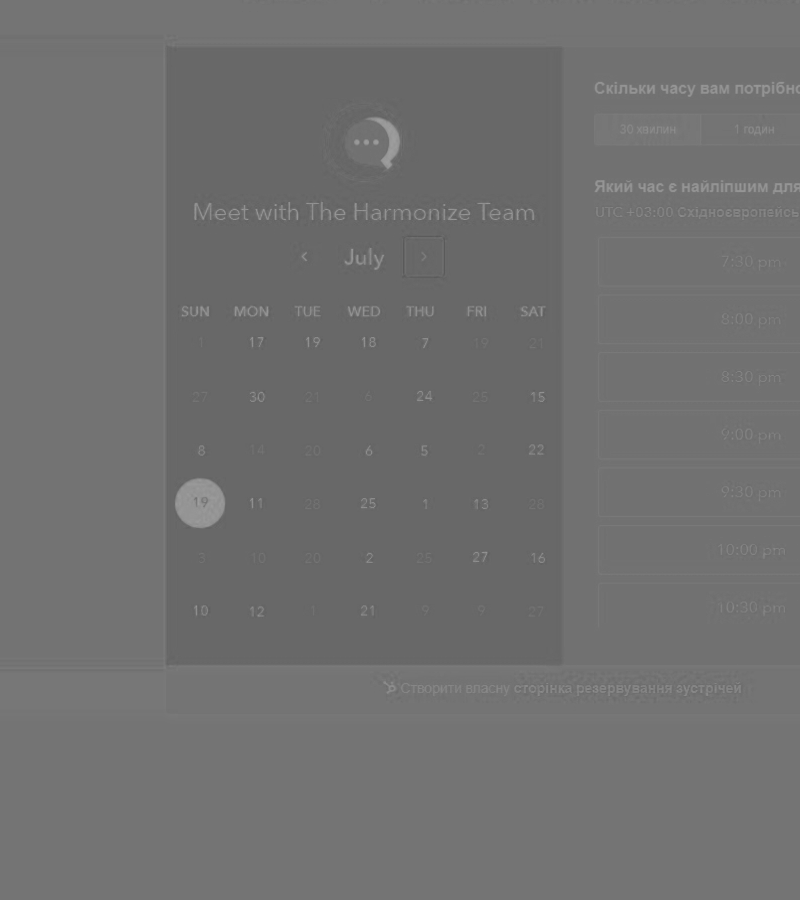 Meet with The Harmonize Team
July
SUN MON TUE WED THU FRI SAT
1 17 19 18 7 19 21
27 30 21 6 24 25 15
8 14 20 6 5 2 22
19 11 28 25 1 13 28
3 10 20 2 25 27 16
10 12 1 21 9 9 27
Скільки часу вам потрібно
30 хвилин 1 годин
Який час є найліпшим для
UTC +03:00 Східноєвропейсь
7:30 pm
8:00 pm
8:30 pm
9:00 pm
9:30 pm
10:00 pm
10:30 pm
Створити власну сторінка резервування зустрічей